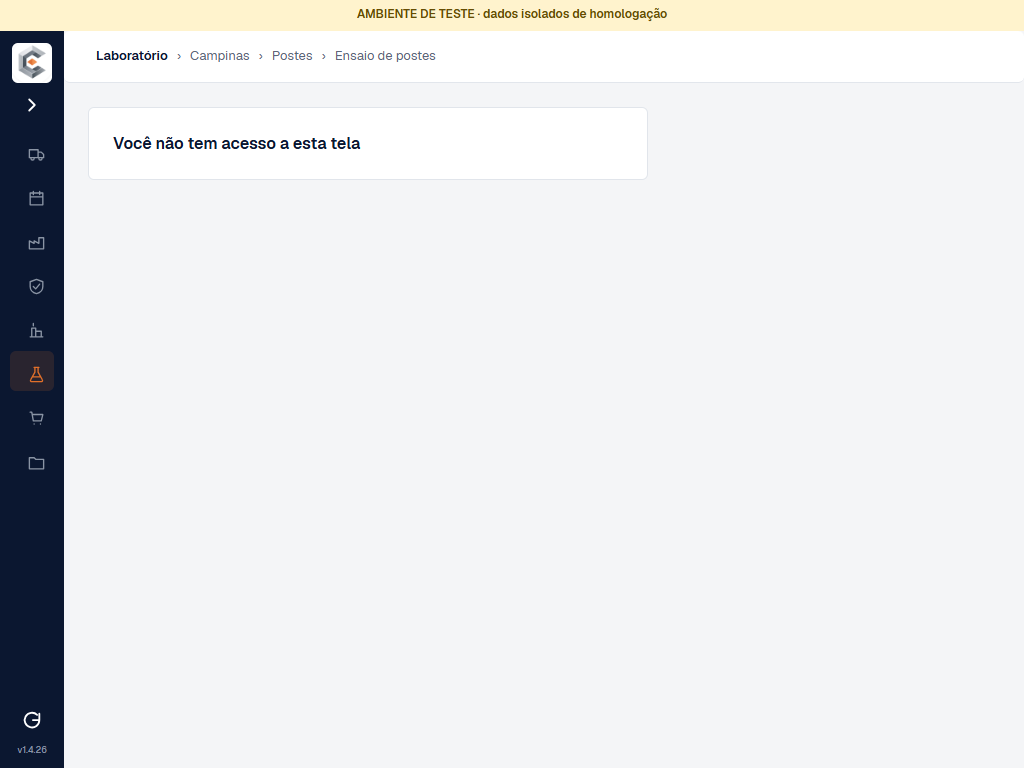 AMBIENTE DE TESTE · dados isolados de homologação
Laboratório › Campinas › Postes › Ensaio de postes
Você não tem acesso a esta tela
v1.4.26